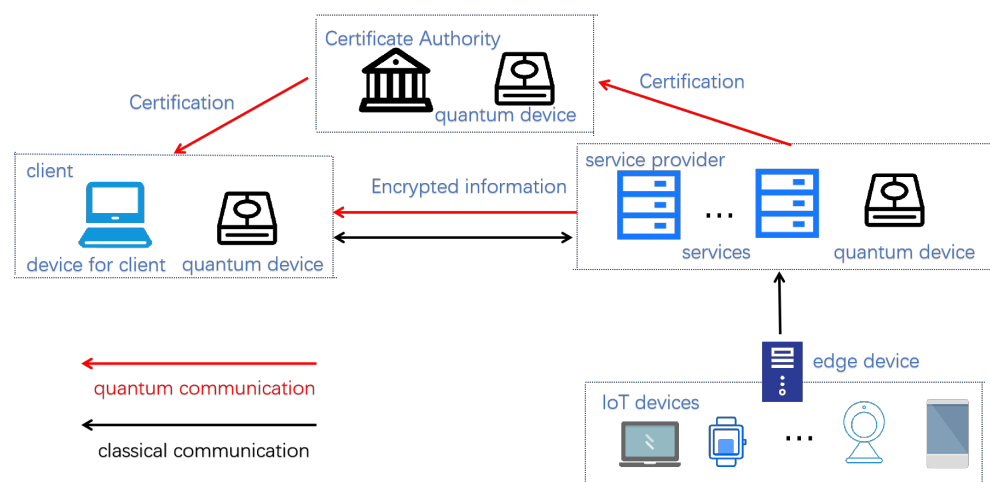 Certificate Authority
quantum device
Certification
Certification
client
device for client
quantum device
Encrypted information
service provider
...
services
quantum device
edge device
IoT devices
...
quantum communication
classical communication